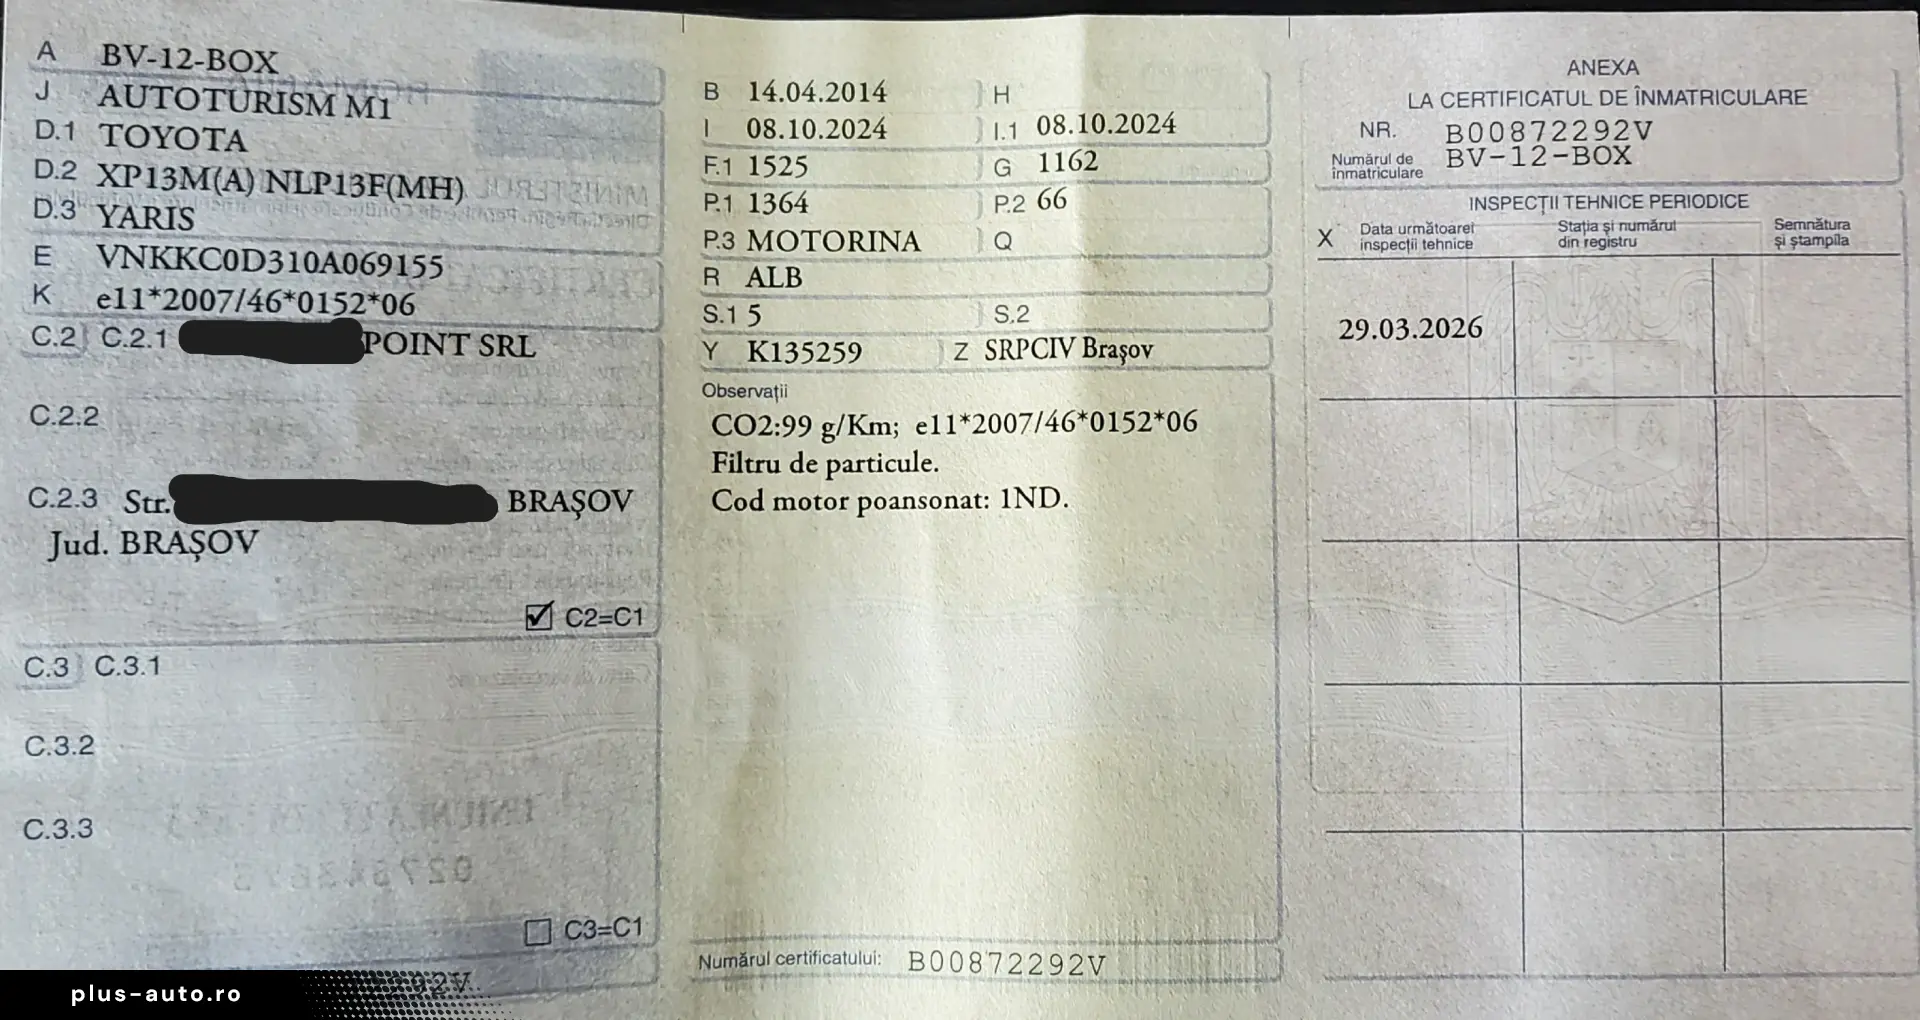 A BV-12-BOX
J AUTOTURISM M1
D.1 TOYOTA
D.2 XP13M(A) NLP13F(MH)
D.3 YARIS
E VNKKC0D310A069155
K e11*2007/46*0152*06
C.2 C.2.1 POINT SRL
C.2.2
C.2.3 Str. BRAŞOV
Jud. BRAŞOV
C2=C1
C.3 C.3.1
C.3.2
C.3.3
C3=C1
B 14.04.2014 H
I 08.10.2024 I.1 08.10.2024
F.1 1525 G 1162
P.1 1364 P.2 66
P.3 MOTORINA Q
R ALB
S.1 5 S.2
Y K135259 Z SRPCIV Braşov
Observații
CO2:99 g/Km; e11*2007/46*0152*06
Filtru de particule.
Cod motor poansonat: 1ND.
Numărul certificatului: B00872292V
ANEXA
LA CERTIFICATUL DE ÎNMATRICULARE
NR. B00872292V
Numărul de înmatriculare BV-12-BOX
INSPECŢII TEHNICE PERIODICE
X Data următoarei inspecţii tehnice
Staţia şi numărul din registru
Semnătura şi ştampila
29.03.2026
plus-auto.ro